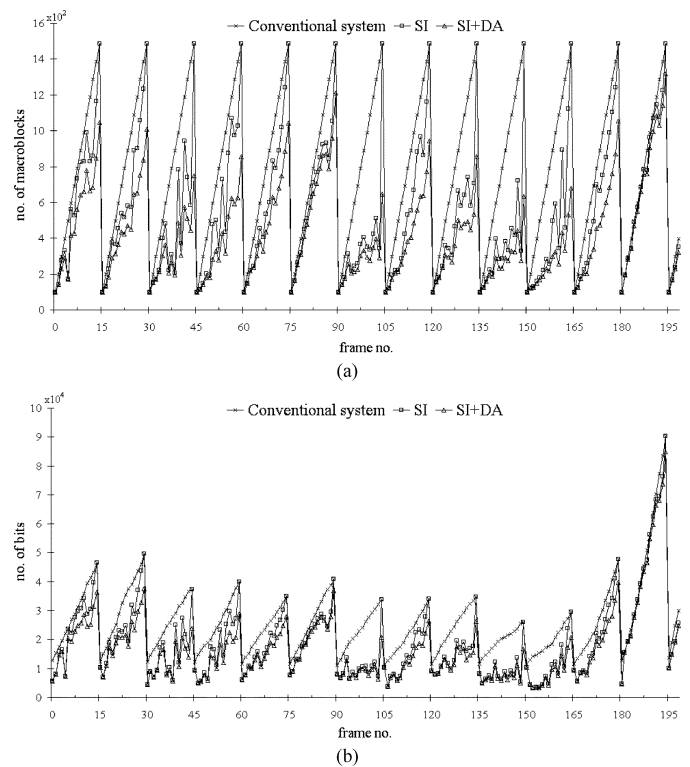 x10²
Conventional system SI SI+DA
16
14
12
10
8
6
4
2
0
no. of macroblocks
0 15 30 45 60 75 90 105 120 135 150 165 180 195
frame no.
(a)
x10⁴
Conventional system SI SI+DA
10
9
8
7
6
5
4
3
2
1
0
no. of bits
0 15 30 45 60 75 90 105 120 135 150 165 180 195
frame no.
(b)